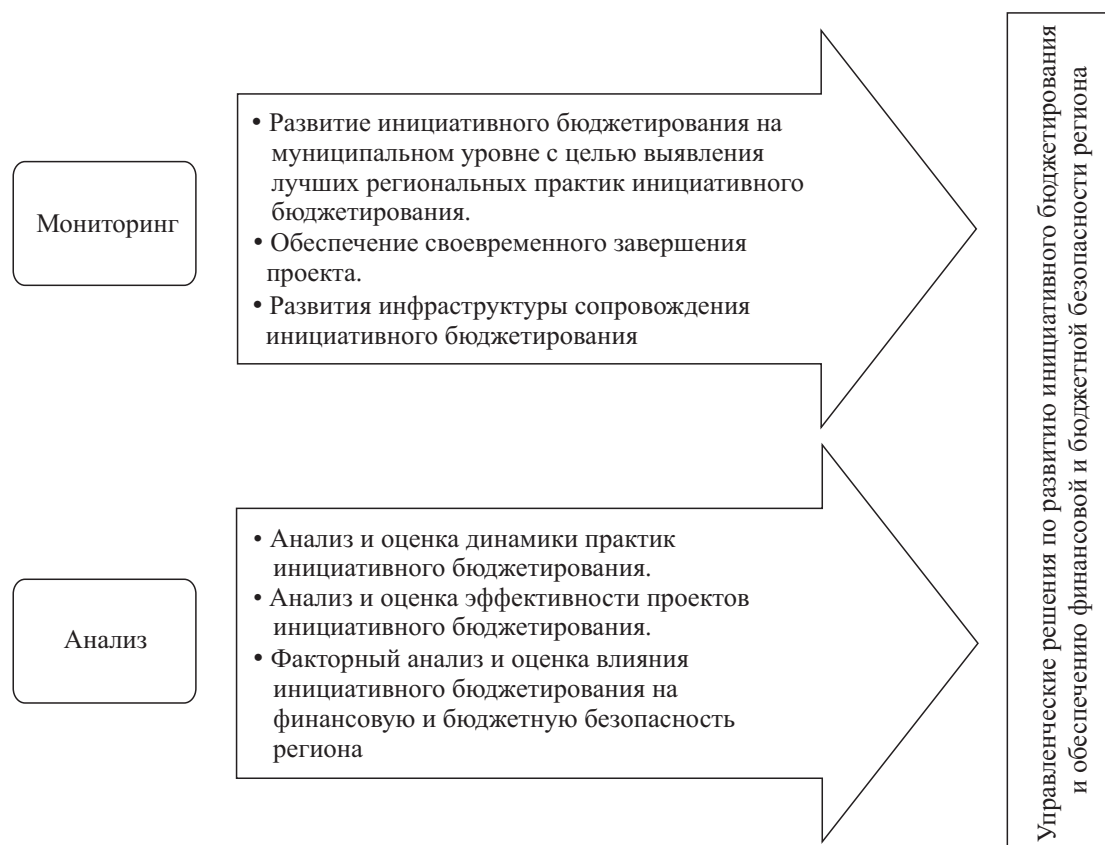 Мониторинг
• Развитие инициативного бюджетирования на
муниципальном уровне с целью выявления
лучших региональных практик инициативного
бюджетирования.
• Обеспечение своевременного завершения
проекта.
• Развития инфраструктуры сопровождения
инициативного бюджетирования
Анализ
• Анализ и оценка динамики практик
инициативного бюджетирования.
• Анализ и оценка эффективности проектов
инициативного бюджетирования.
• Факторный анализ и оценка влияния
инициативного бюджетирования на
финансовую и бюджетную безопасность
региона
Управленческие решения по развитию инициативного бюджетирования
и обеспечению финансовой и бюджетной безопасности региона